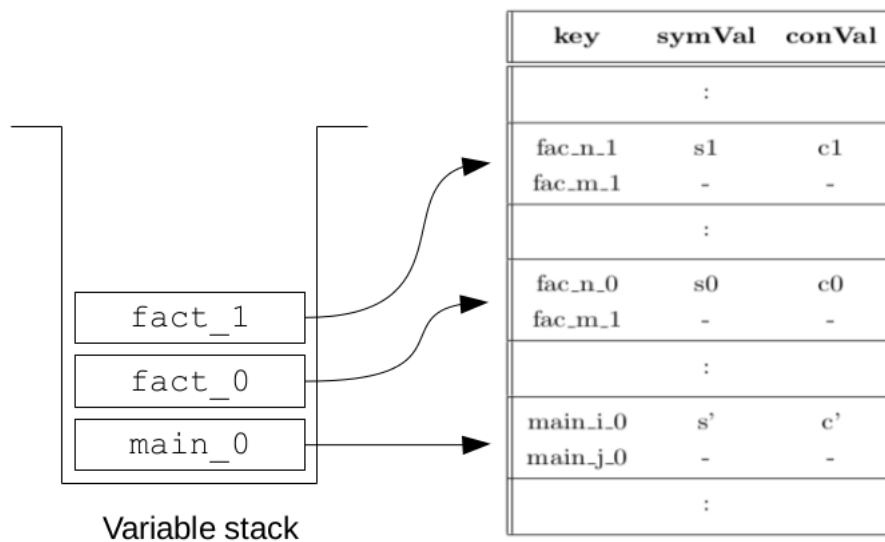 key symVal conVal
:
fac_n_1 s1 c1
fac_m_1 - -
:
fac_n_0 s0 c0
fac_m_1 - -
:
main_i_0 s’ c’
main_j_0 - -
:
fact_1
fact_0
main_0
Variable stack